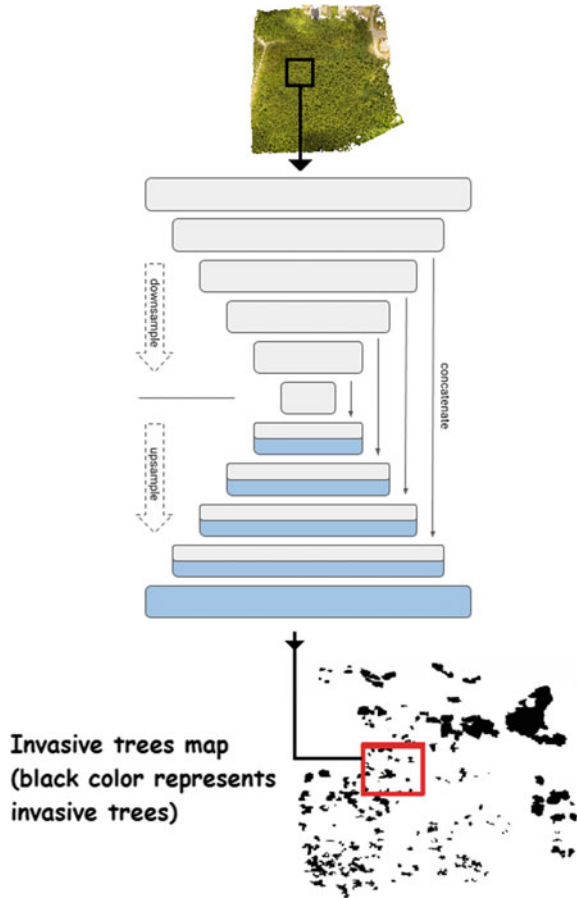 downsample
concatenate
upsample
Invasive trees map
(black color represents
invasive trees)